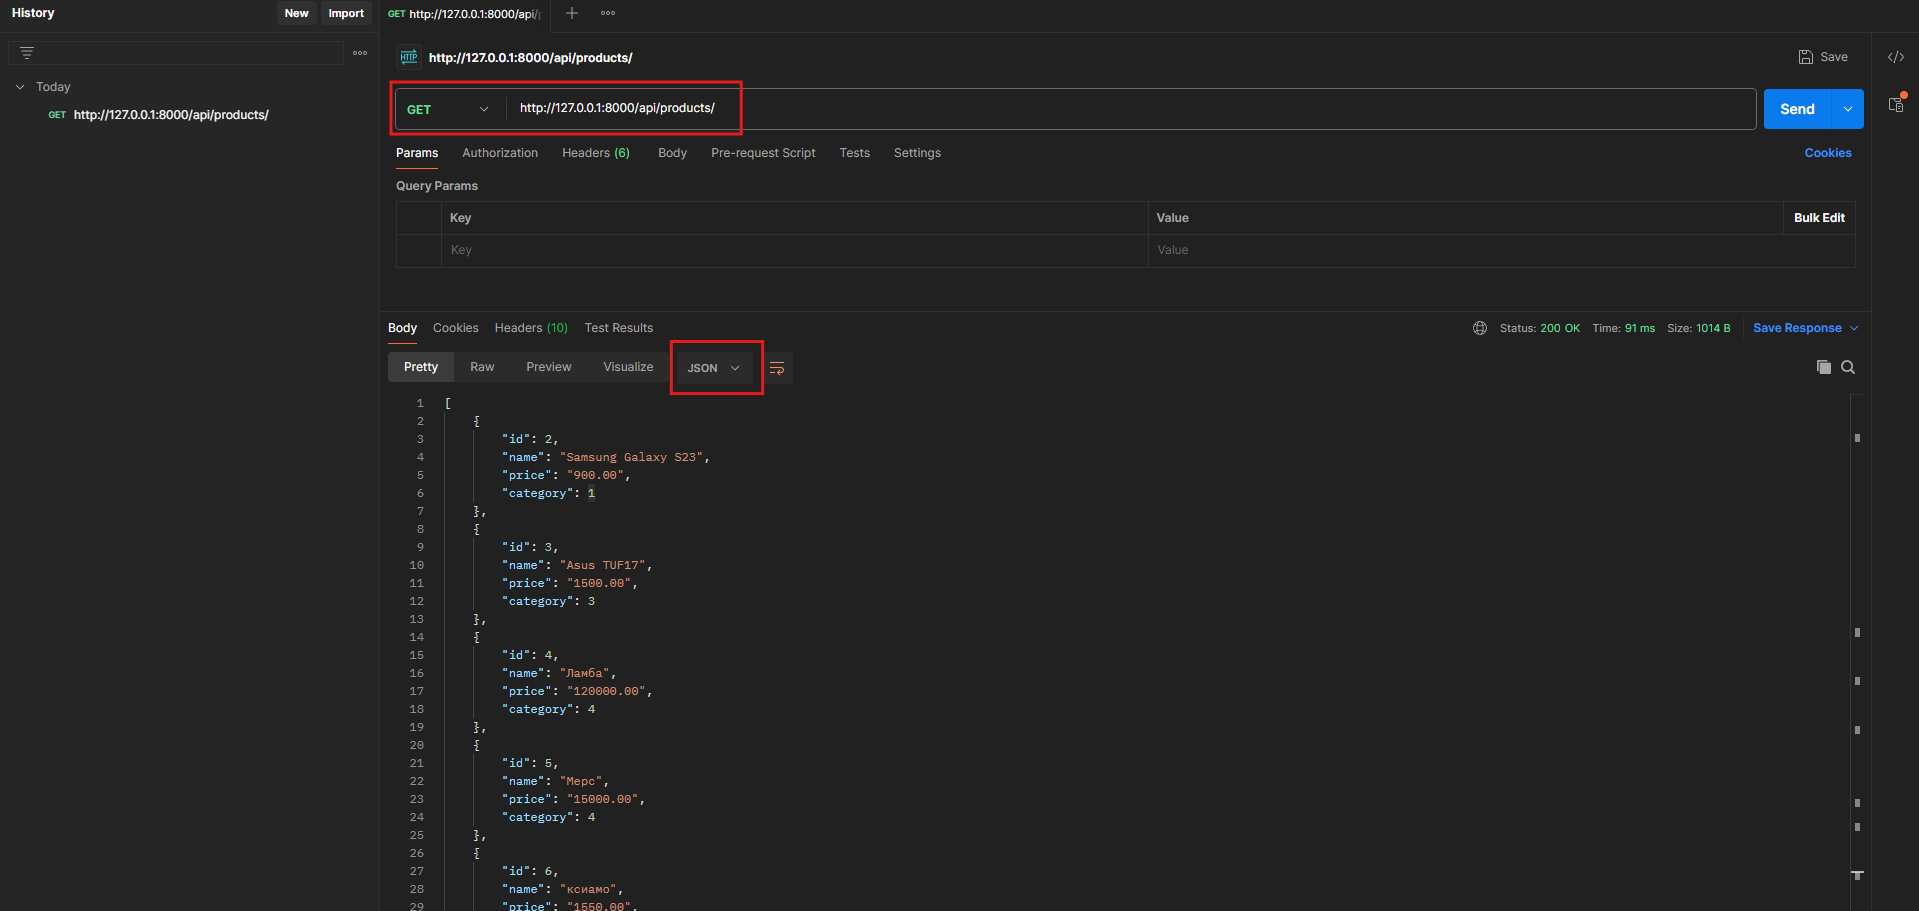 History
New
Import
GET http://127.0.0.1:8000/api/
http://127.0.0.1:8000/api/products/
Save
Today
GET http://127.0.0.1:8000/api/products/
GET
http://127.0.0.1:8000/api/products/
Send
Params
Authorization
Headers (6)
Body
Pre-request Script
Tests
Settings
Cookies
Query Params
Key
Value
Bulk Edit
Key
Value
Body
Cookies
Headers (10)
Test Results
Status: 200 OK
Time: 91 ms
Size: 1014 B
Save Response
Pretty
Raw
Preview
Visualize
JSON
1 [
2 {
3 "id": 2,
4 "name": "Samsung Galaxy S23",
5 "price": "900.00",
6 "category": 1
7 },
8 {
9 "id": 3,
10 "name": "Asus TUF17",
11 "price": "1500.00",
12 "category": 3
13 },
14 {
15 "id": 4,
16 "name": "Ламба",
17 "price": "120000.00",
18 "category": 4
19 },
20 {
21 "id": 5,
22 "name": "Мерс",
23 "price": "15000.00",
24 "category": 4
25 },
26 {
27 "id": 6,
28 "name": "ксиамо",
29 "price": "1550.00",